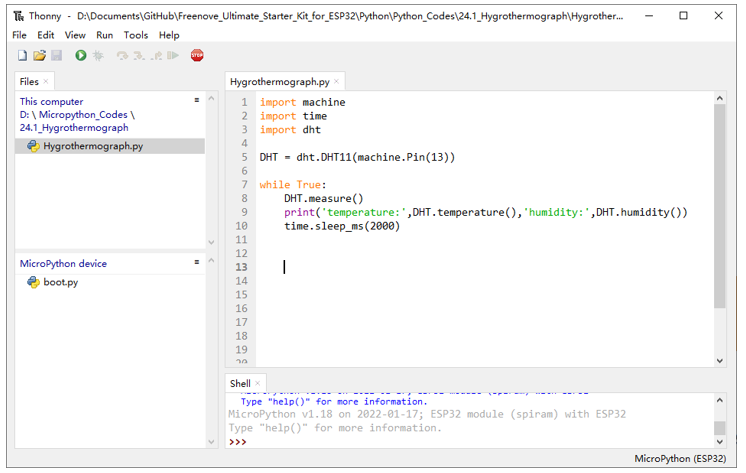 Thonny - D:\Documents\GitHub\Freenove_Ultimate_Starter_Kit_for_ESP32\Python\Python_Codes\24.1_Hygrothermograph\Hygrother...
File Edit View Run Tools Help
STOP
Files
This computer
D: \ Micropython_Codes \
24.1_Hygrothermograph
Hygrothermograph.py
MicroPython device
boot.py
Hygrothermograph.py
1 import machine
2 import time
3 import dht
4
5 DHT = dht.DHT11(machine.Pin(13))
6
7 while True:
8     DHT.measure()
9     print('temperature:',DHT.temperature(),'humidity:',DHT.humidity())
10     time.sleep_ms(2000)
11
12
13
14
15
16
17
18
19
20
Shell
Type "help()" for more information.
MicroPython v1.18 on 2022-01-17; ESP32 module (spiram) with ESP32
Type "help()" for more information.
>>>
MicroPython (ESP32)